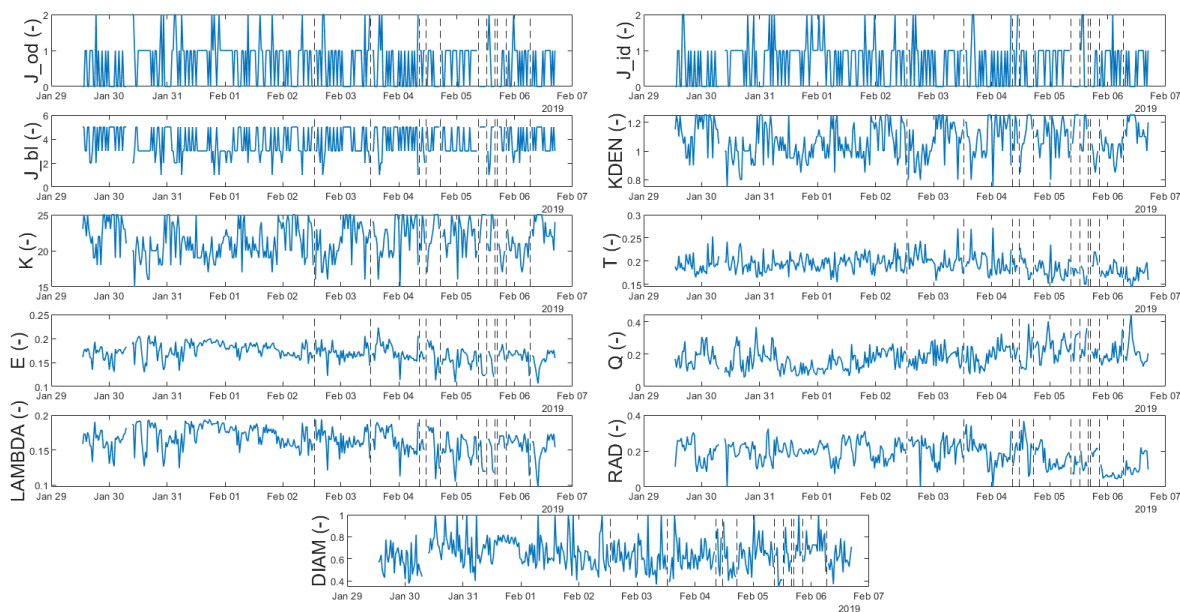 J_od (-)
2
1
0
Jan 29 Jan 30 Jan 31 Feb 01 Feb 02 Feb 03 Feb 04 Feb 05 Feb 06 Feb 07
2019
J_id (-)
2
1
0
Jan 29 Jan 30 Jan 31 Feb 01 Feb 02 Feb 03 Feb 04 Feb 05 Feb 06 Feb 07
2019
J_bl (-)
6
4
2
0
Jan 29 Jan 30 Jan 31 Feb 01 Feb 02 Feb 03 Feb 04 Feb 05 Feb 06 Feb 07
2019
KDEN (-)
1.2
1
0.8
Jan 29 Jan 30 Jan 31 Feb 01 Feb 02 Feb 03 Feb 04 Feb 05 Feb 06 Feb 07
2019
K (-)
25
20
15
Jan 29 Jan 30 Jan 31 Feb 01 Feb 02 Feb 03 Feb 04 Feb 05 Feb 06 Feb 07
2019
T (-)
0.3
0.25
0.2
0.15
Jan 29 Jan 30 Jan 31 Feb 01 Feb 02 Feb 03 Feb 04 Feb 05 Feb 06 Feb 07
2019
E (-)
0.25
0.2
0.15
0.1
Jan 29 Jan 30 Jan 31 Feb 01 Feb 02 Feb 03 Feb 04 Feb 05 Feb 06 Feb 07
2019
Q (-)
0.4
0.2
0
Jan 29 Jan 30 Jan 31 Feb 01 Feb 02 Feb 03 Feb 04 Feb 05 Feb 06 Feb 07
2019
LAMBDA (-)
0.2
0.15
0.1
Jan 29 Jan 30 Jan 31 Feb 01 Feb 02 Feb 03 Feb 04 Feb 05 Feb 06 Feb 07
2019
RAD (-)
0.4
0.2
0
Jan 29 Jan 30 Jan 31 Feb 01 Feb 02 Feb 03 Feb 04 Feb 05 Feb 06 Feb 07
2019
DIAM (-)
1
0.8
0.6
0.4
Jan 29 Jan 30 Jan 31 Feb 01 Feb 02 Feb 03 Feb 04 Feb 05 Feb 06 Feb 07
2019